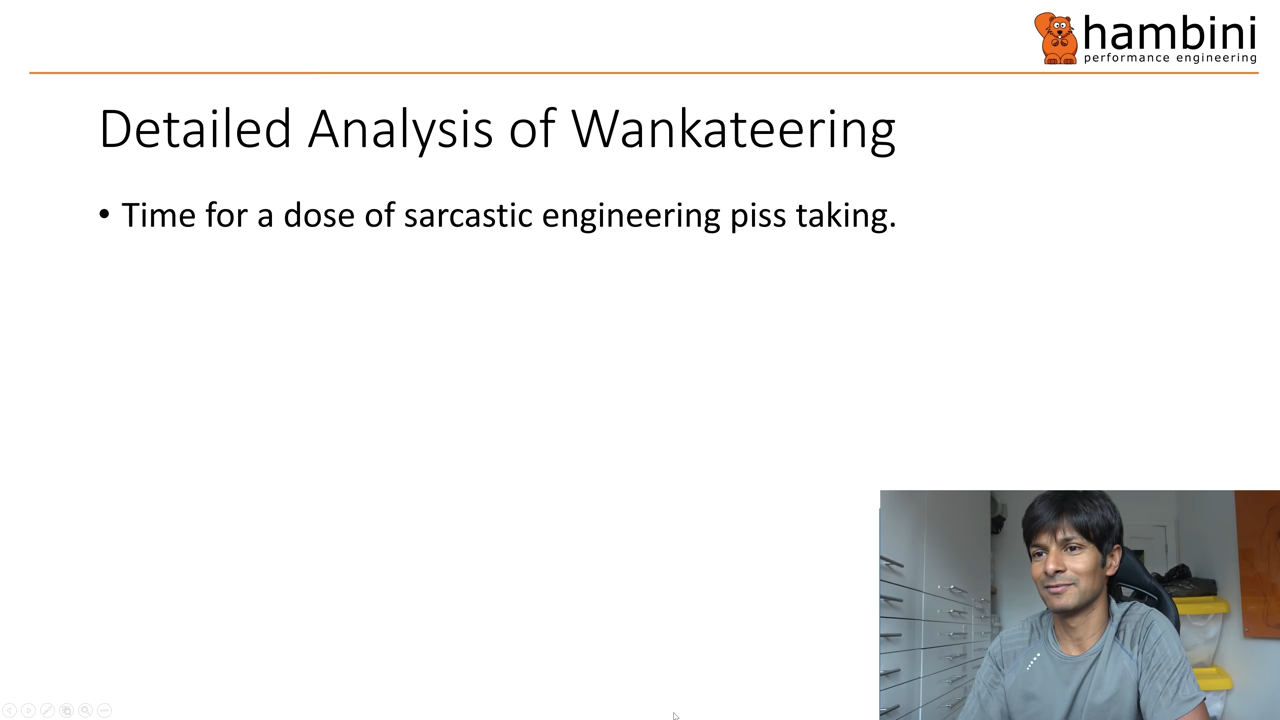 hambini
performance engineering
Detailed Analysis of Wankateering
• Time for a dose of sarcastic engineering piss taking.